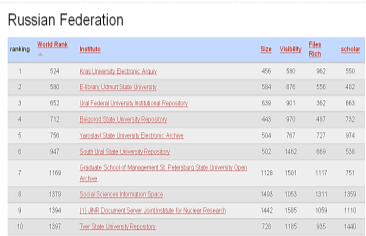 Russian Federation
ranking World Rank Instituto Size Visibility Files Rich scholar
1 524 Kras University Electronic Arquiv 456 580 962 550
2 580 E-library Udmurt State University 584 876 556 482
3 652 Ural Federal University Institutional Repository 639 901 362 663
4 712 Belgorod State University Repository 443 970 487 732
5 756 Yaroslavl State University Electronic Archive 504 767 727 974
6 947 South Ural State University Repository 502 1462 669 538
7 1169 Graduate School of Management St. Petersburg State University Open Archive 1128 1501 1117 751
8 1379 Social Sciences Information Space 1498 1053 1311 1359
9 1394 [1] JINR Document Server Joint Institute for Nuclear Research 1442 1585 1059 1110
10 1397 Tver State University Repository 728 1185 935 1440